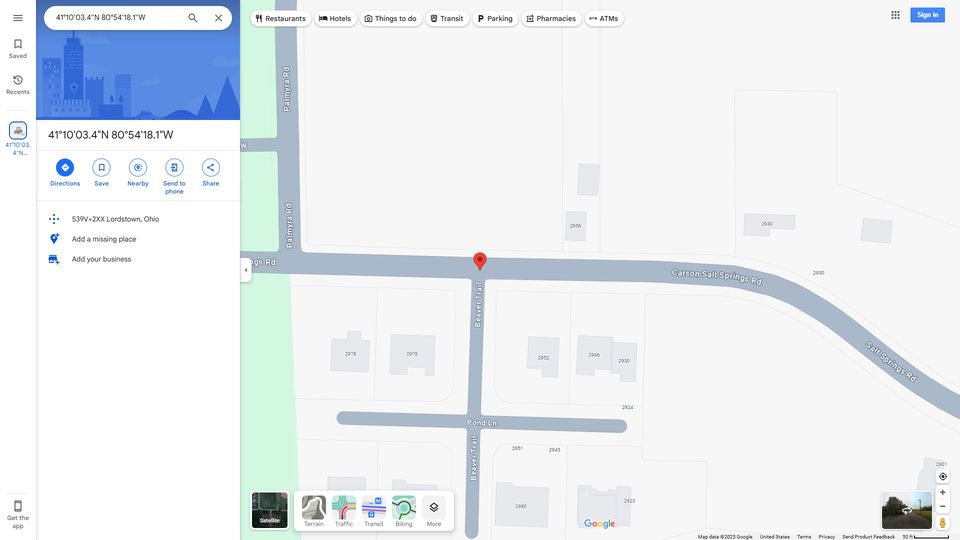 41°10'03.4"N 80°54'18.1"W
Restaurants
Hotels
Things to do
Transit
Parking
Pharmacies
ATMs
Sign in
Saved
Recents
41°10'03.
4"N...
Get the
app
41°10'03.4"N 80°54'18.1"W
Directions
Save
Nearby
Send to
phone
Share
539V+2XX Lordstown, Ohio
Add a missing place
Add your business
Palmyra Rd
W
Palmyra Rd
ngs Rd
2956
2930
2930
Carson Salt Springs Rd
Salt Springs Rd
Beaver Trail
2978
2978
2952
2946
2930
2924
Pond Ln
Beaver Trail
2951
2945
2901
2980
2923
Satellite
Terrain
Traffic
Transit
Biking
More
Google
Map data ©2025 Google
United States
Terms
Privacy
Send Product Feedback
50 ft